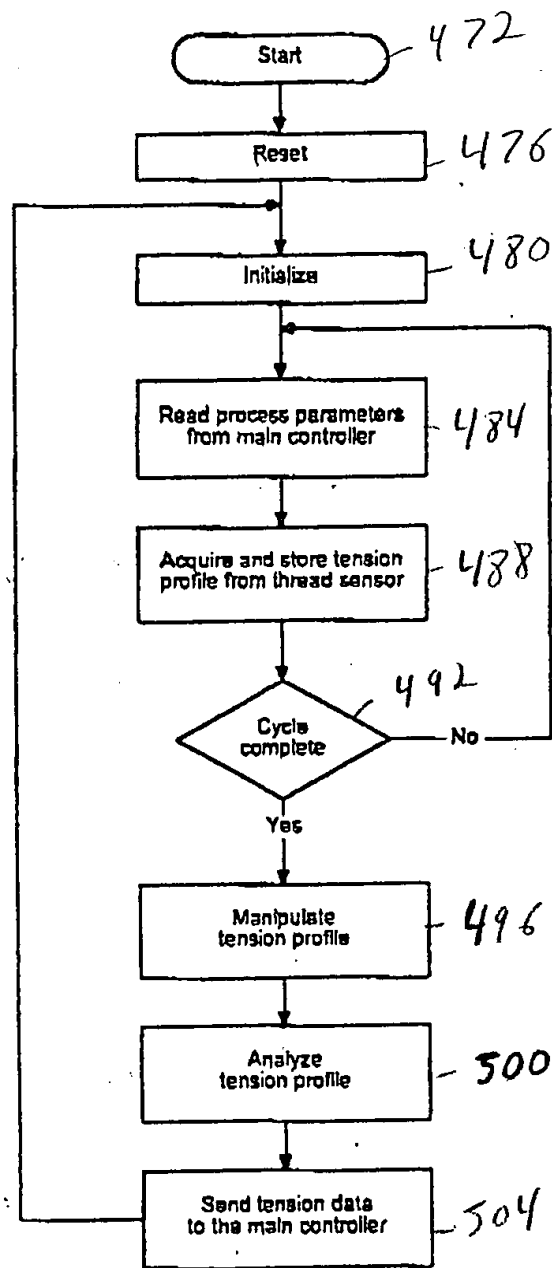 Start
472
Reset
476
Initialize
480
Read process parameters
from main controller
484
Acquire and store tension
profile from thread sensor
488
Cycle
complete
492
No
Yes
Manipulate
tension profile
496
Analyze
tension profile
500
Send tension data
to the main controller
504